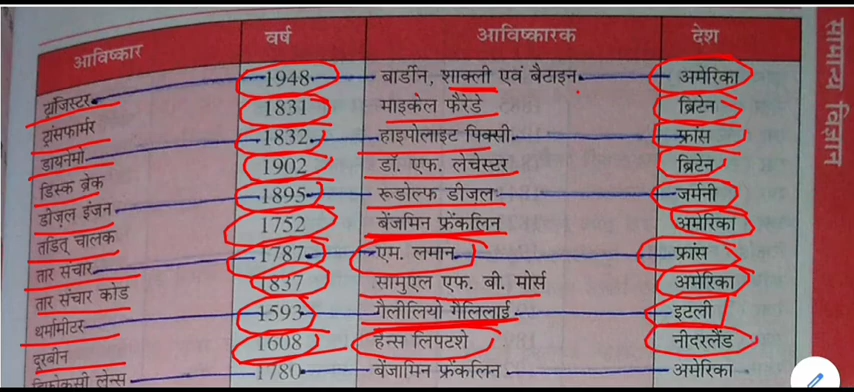 आविष्कार वर्ष आविष्कारक देश
ट्रांजिस्टर 1948 बार्डीन, शाक्ली एवं बैटाइन अमेरिका
ट्रांसफार्मर 1831 माइकेल फैरेडे ब्रिटेन
डायनेमो 1832 हाइपोलाइट पिक्सी फ्रांस
डिस्क ब्रेक 1902 डॉ. एफ. लेचेस्टर ब्रिटेन
डीज़ल इंजन 1895 रूडोल्फ डीजल जर्मनी
तडित् चालक 1752 बेंजमिन फ्रेंकलिन अमेरिका
तार संचार 1787 एम. लमान फ्रांस
तार संचार कोड 1837 सामुएल एफ. बी. मोर्स अमेरिका
थर्मामीटर 1593 गैलीलियो गैलिलाई इटली
दूरबीन 1608 हैन्स लिपटशे नीदरलैंड
लेन्स 1780 बेंजामिन फ्रेंकलिन अमेरिका
सामान्य विज्ञान